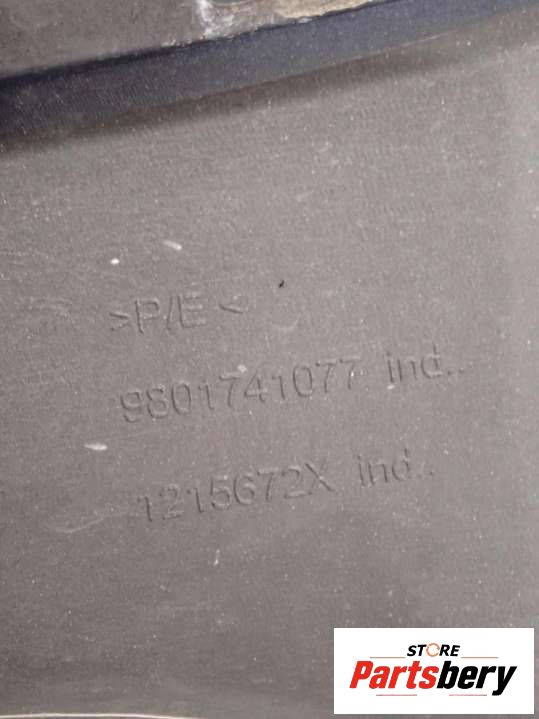 >P/E<
9801741077 ind..
1215672X ind..
STORE
Partsbery